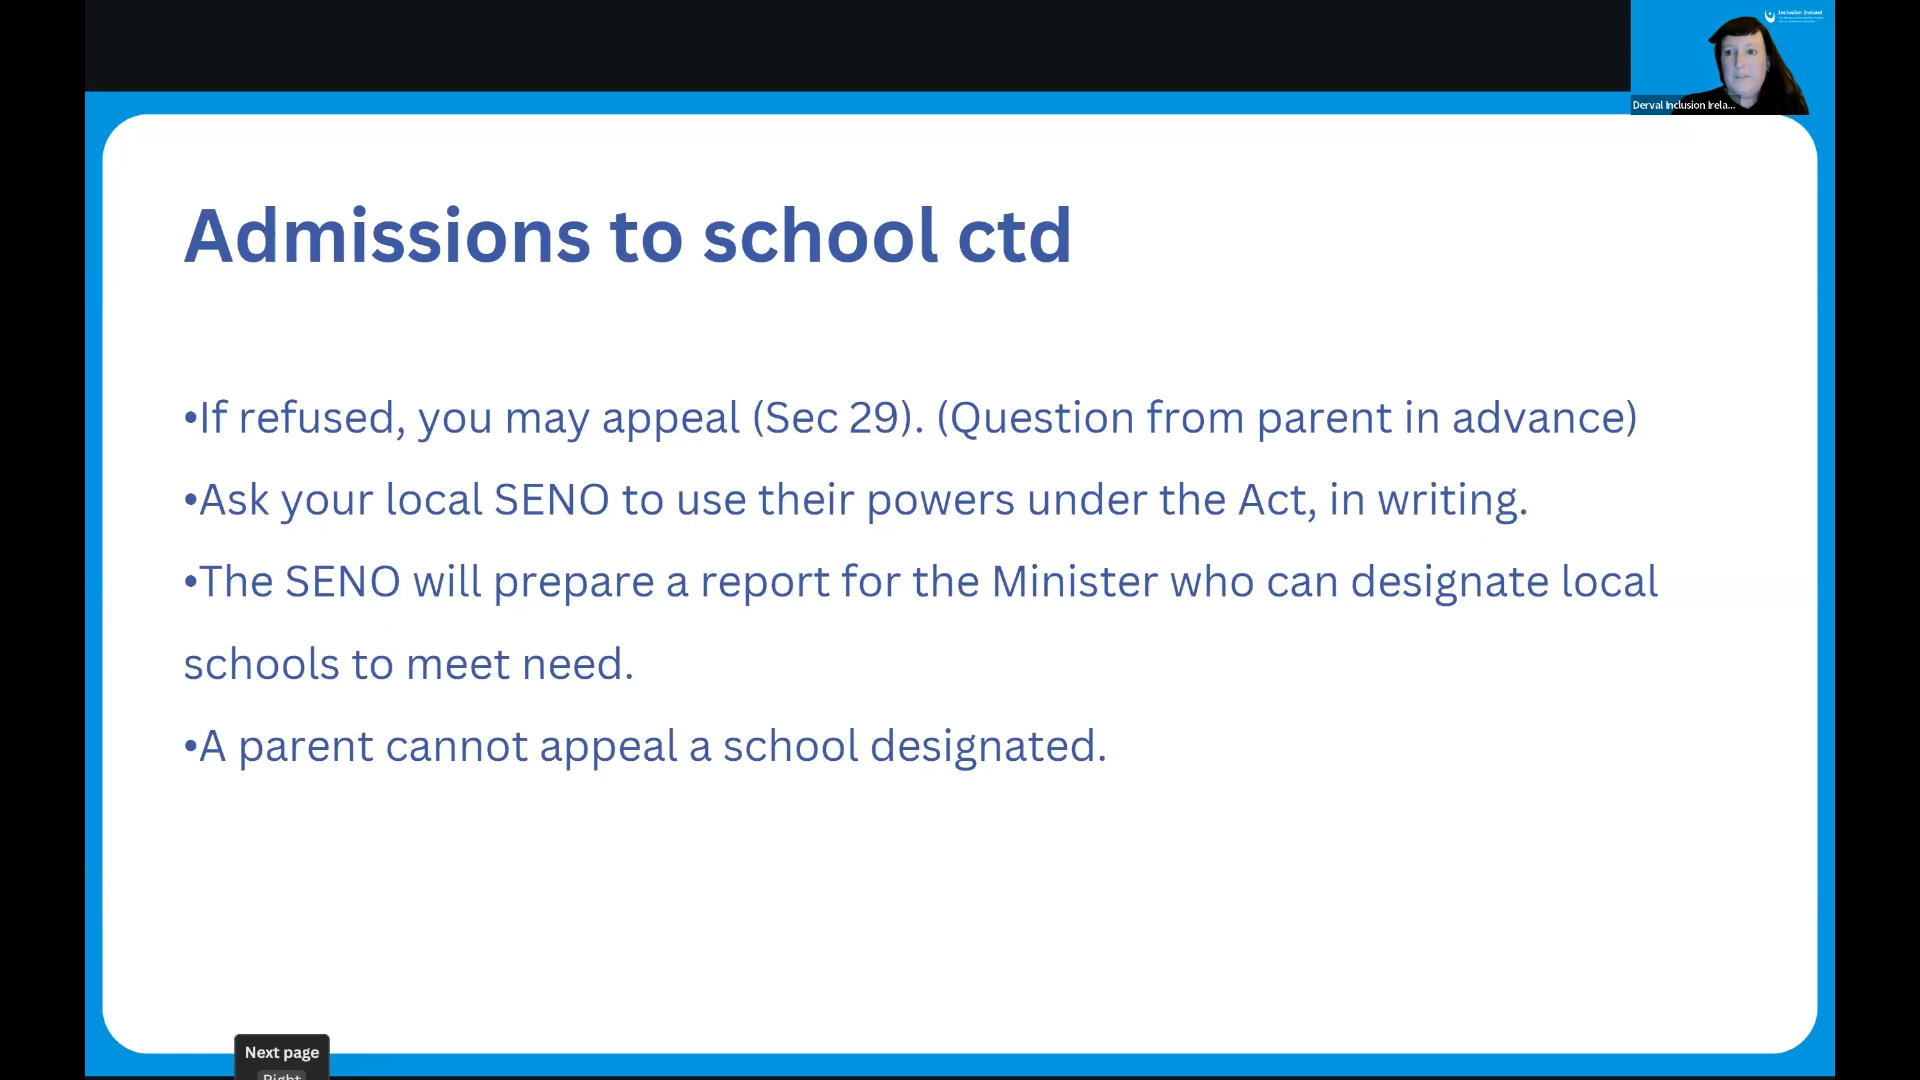 Inclusion Ireland
Derval Inclusion Irela...
Admissions to school ctd
•If refused, you may appeal (Sec 29). (Question from parent in advance)
•Ask your local SENO to use their powers under the Act, in writing.
•The SENO will prepare a report for the Minister who can designate local
schools to meet need.
•A parent cannot appeal a school designated.
Next page
Right